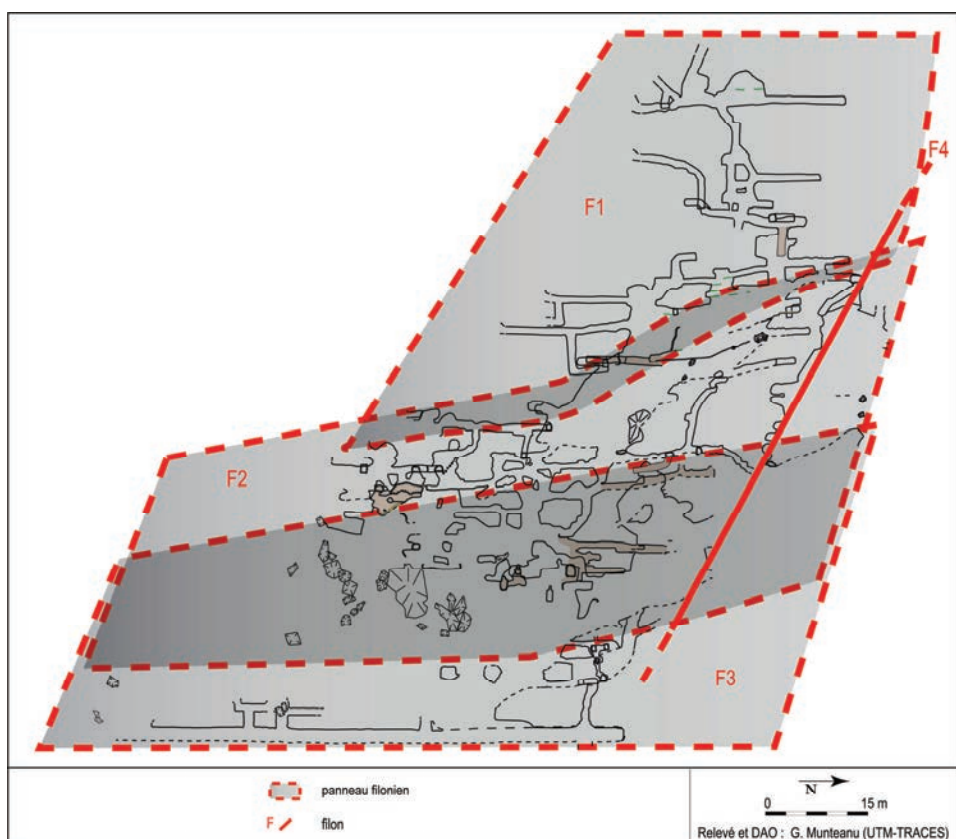 F4
F1
F2
F3
panneau filonien
F filon
N
0 15 m
Relevé et DAO : G. Munteanu (UTM-TRACES)